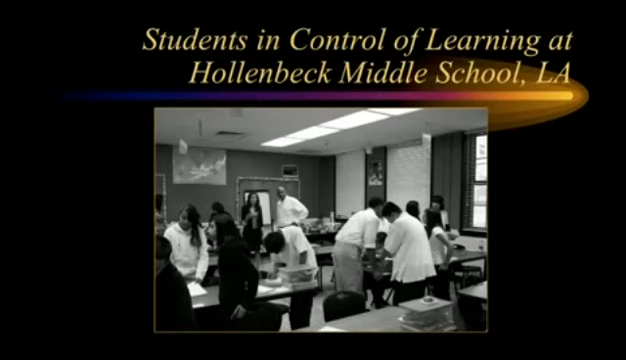 Students in Control of Learning at
Hollenbeck Middle School, LA